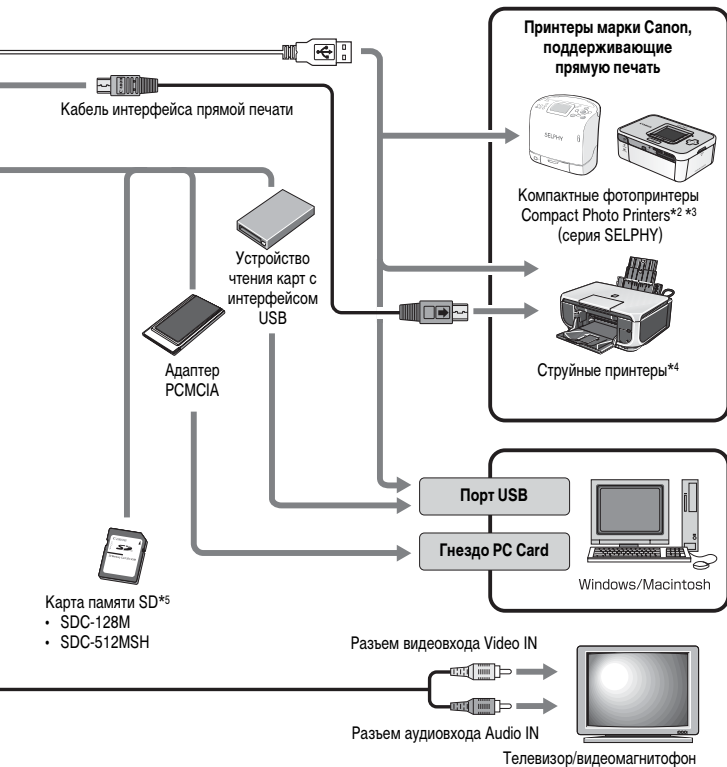 Принтеры марки Canon,
поддерживающие
прямую печать
Кабель интерфейса прямой печати
SELPHY
Компактные фотопринтеры
Compact Photo Printers*2 *3
(серия SELPHY)
Устройство
чтения карт с
интерфейсом
USB
Адаптер
PCMCIA
Струйные принтеры*4
Порт USB
Гнездо PC Card
Windows/Macintosh
Canon
SD
Карта памяти SD*5
• SDC-128M
• SDC-512MSH
Разъем видеовхода Video IN
Разъем аудиовхода Audio IN
Телевизор/видеомагнитофон